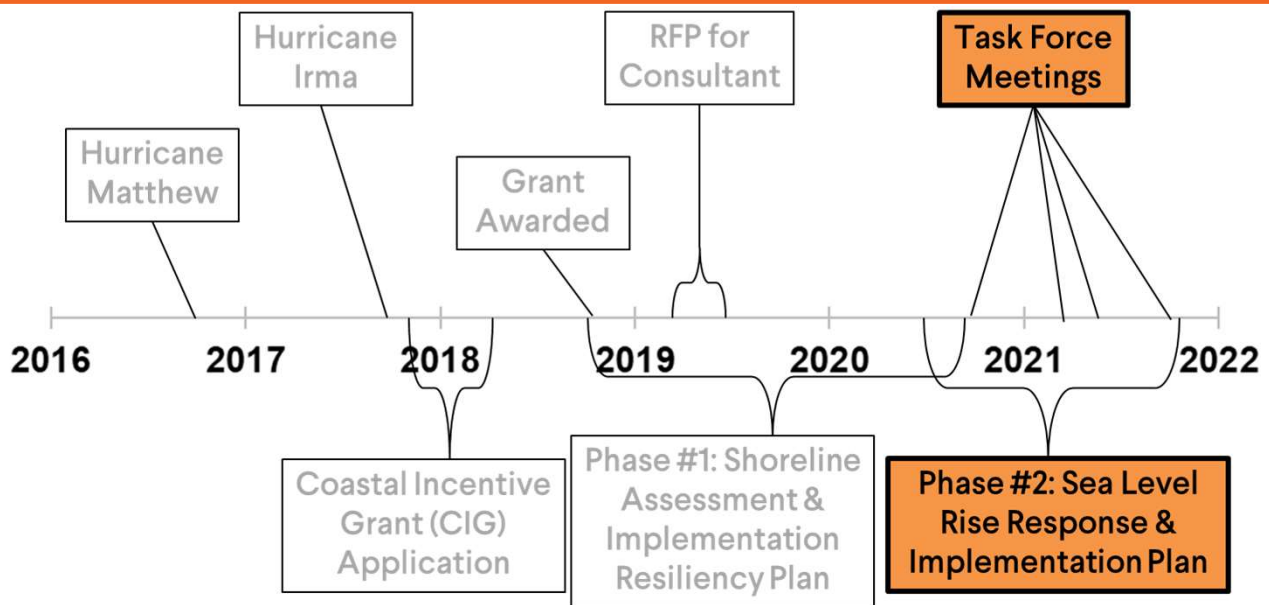 Hurricane
Irma
RFP for
Consultant
Task Force
Meetings
Hurricane
Matthew
Grant
Awarded
2016
2017
2018
2019
2020
2021
2022
Coastal Incentive
Grant (CIG)
Application
Phase #1: Shoreline
Assessment &
Implementation
Resiliency Plan
Phase #2: Sea Level
Rise Response &
Implementation Plan